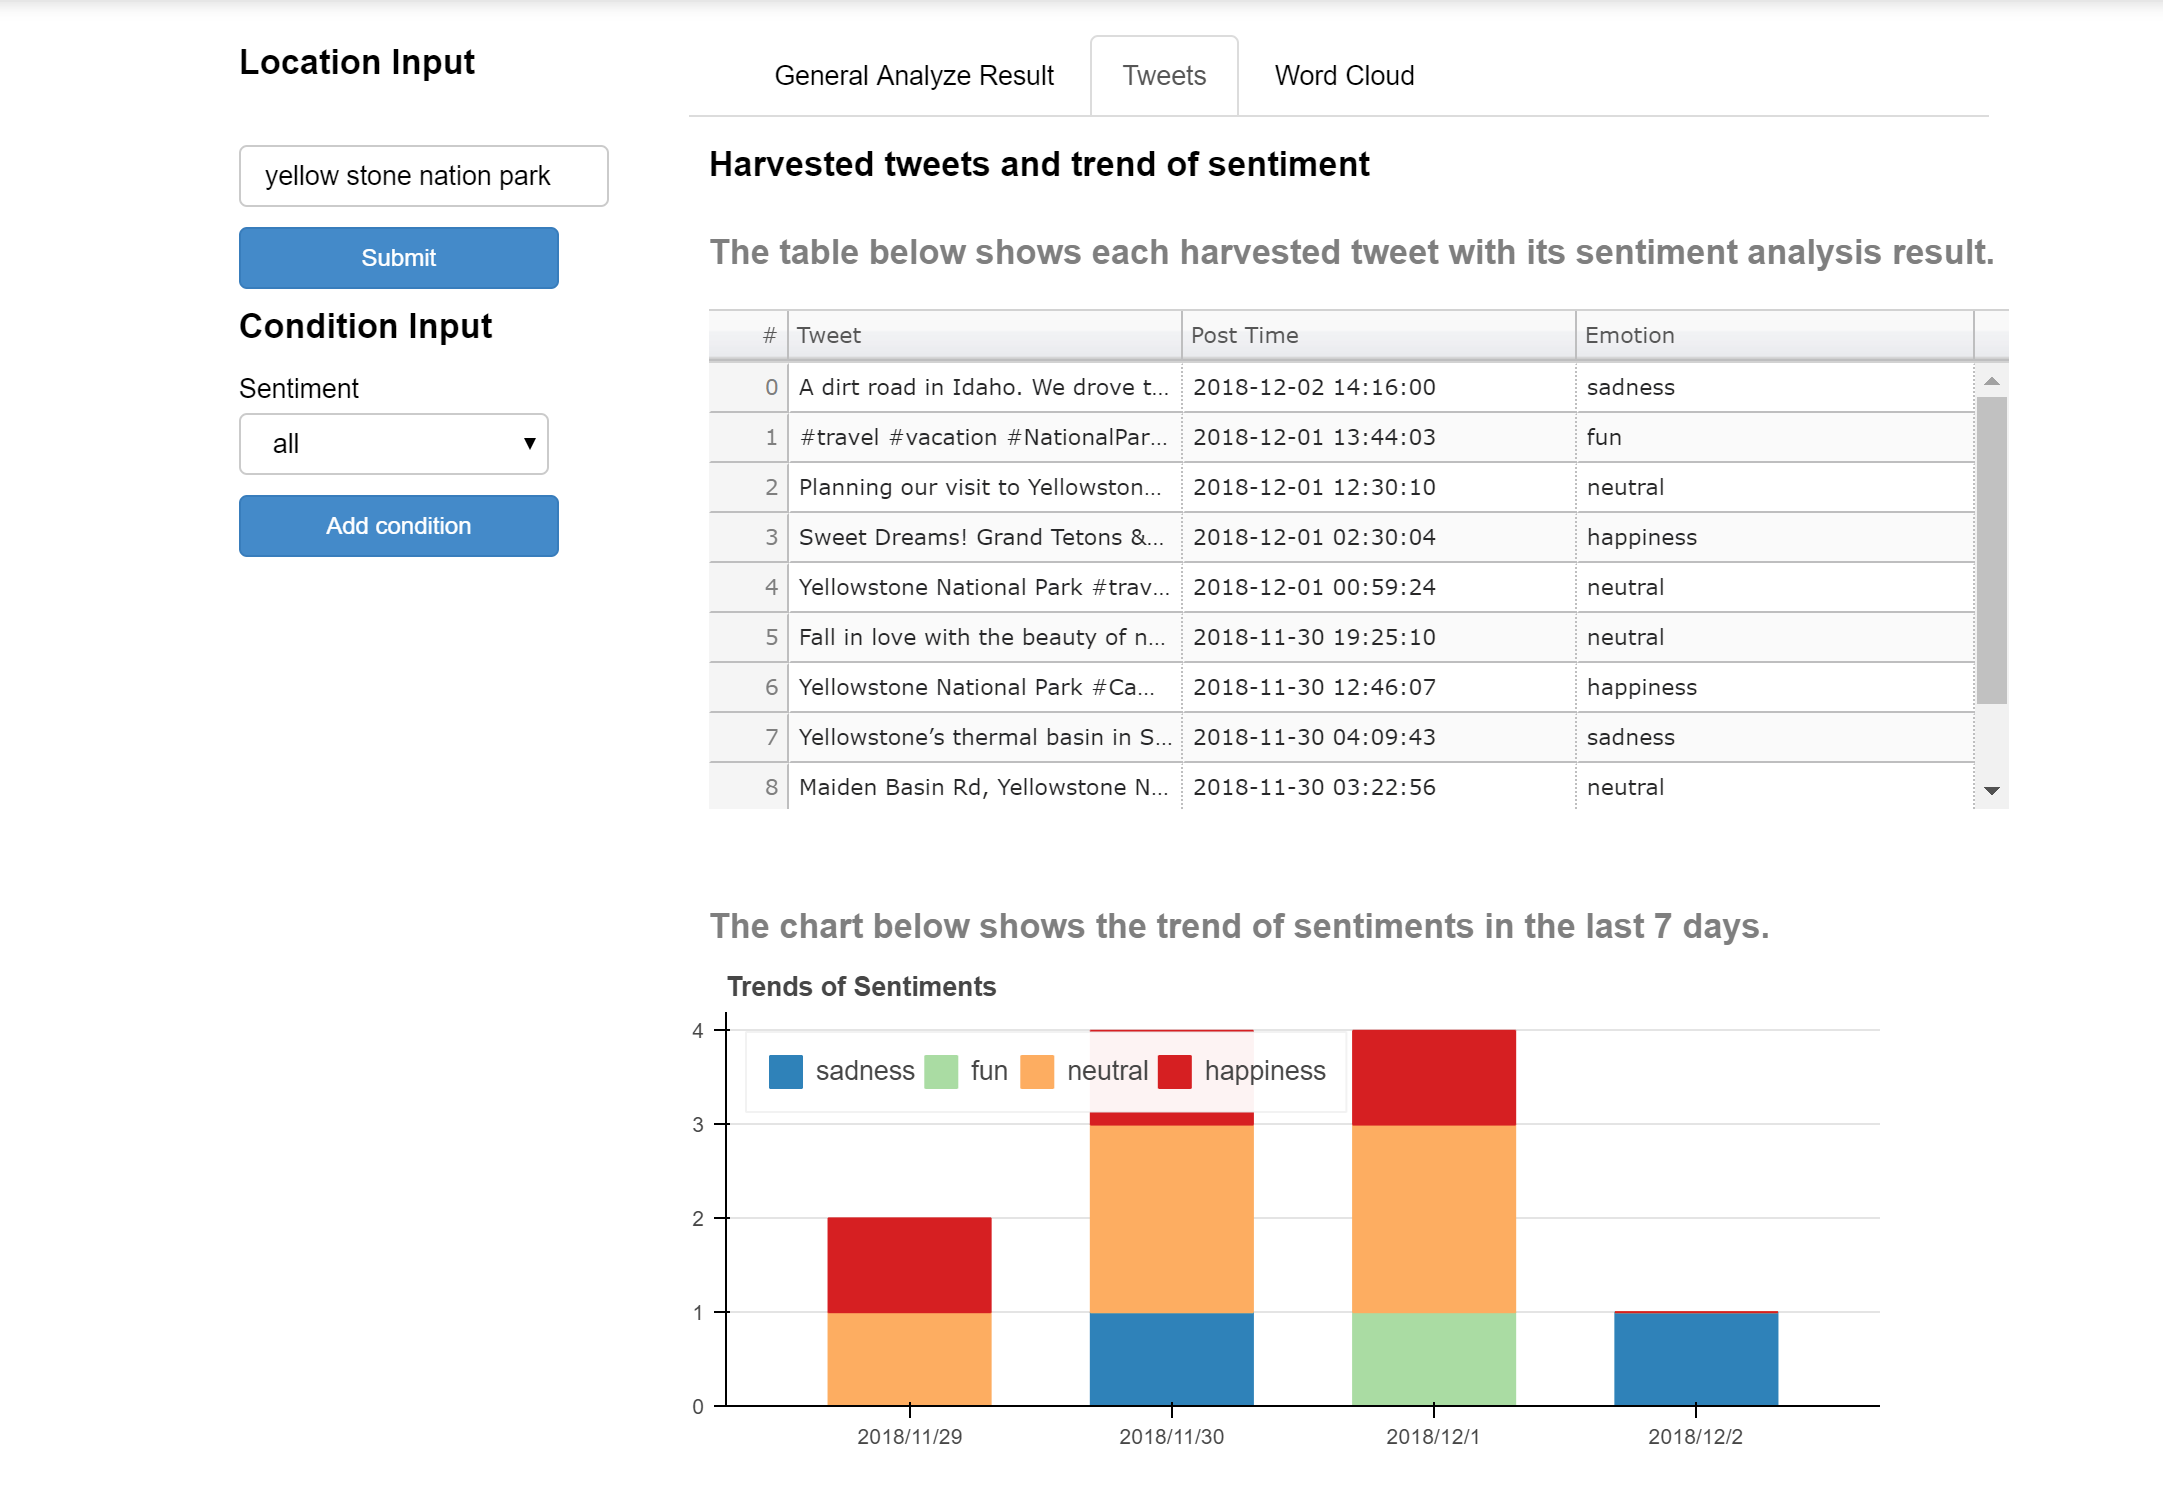 Location Input
yellow stone nation park
Submit
Condition Input
Sentiment
all
Add condition
General Analyze Result Tweets Word Cloud
Harvested tweets and trend of sentiment
The table below shows each harvested tweet with its sentiment analysis result.
# Tweet Post Time Emotion
0 A dirt road in Idaho. We drove t... 2018-12-02 14:16:00 sadness
1 #travel #vacation #NationalPar... 2018-12-01 13:44:03 fun
2 Planning our visit to Yellowston... 2018-12-01 12:30:10 neutral
3 Sweet Dreams! Grand Tetons &... 2018-12-01 02:30:04 happiness
4 Yellowstone National Park #trav... 2018-12-01 00:59:24 neutral
5 Fall in love with the beauty of n... 2018-11-30 19:25:10 neutral
6 Yellowstone National Park #Ca... 2018-11-30 12:46:07 happiness
7 Yellowstone’s thermal basin in S... 2018-11-30 04:09:43 sadness
8 Maiden Basin Rd, Yellowstone N... 2018-11-30 03:22:56 neutral
The chart below shows the trend of sentiments in the last 7 days.
Trends of Sentiments
4
sadness fun neutral happiness
3
2
1
0
2018/11/29 2018/11/30 2018/12/1 2018/12/2